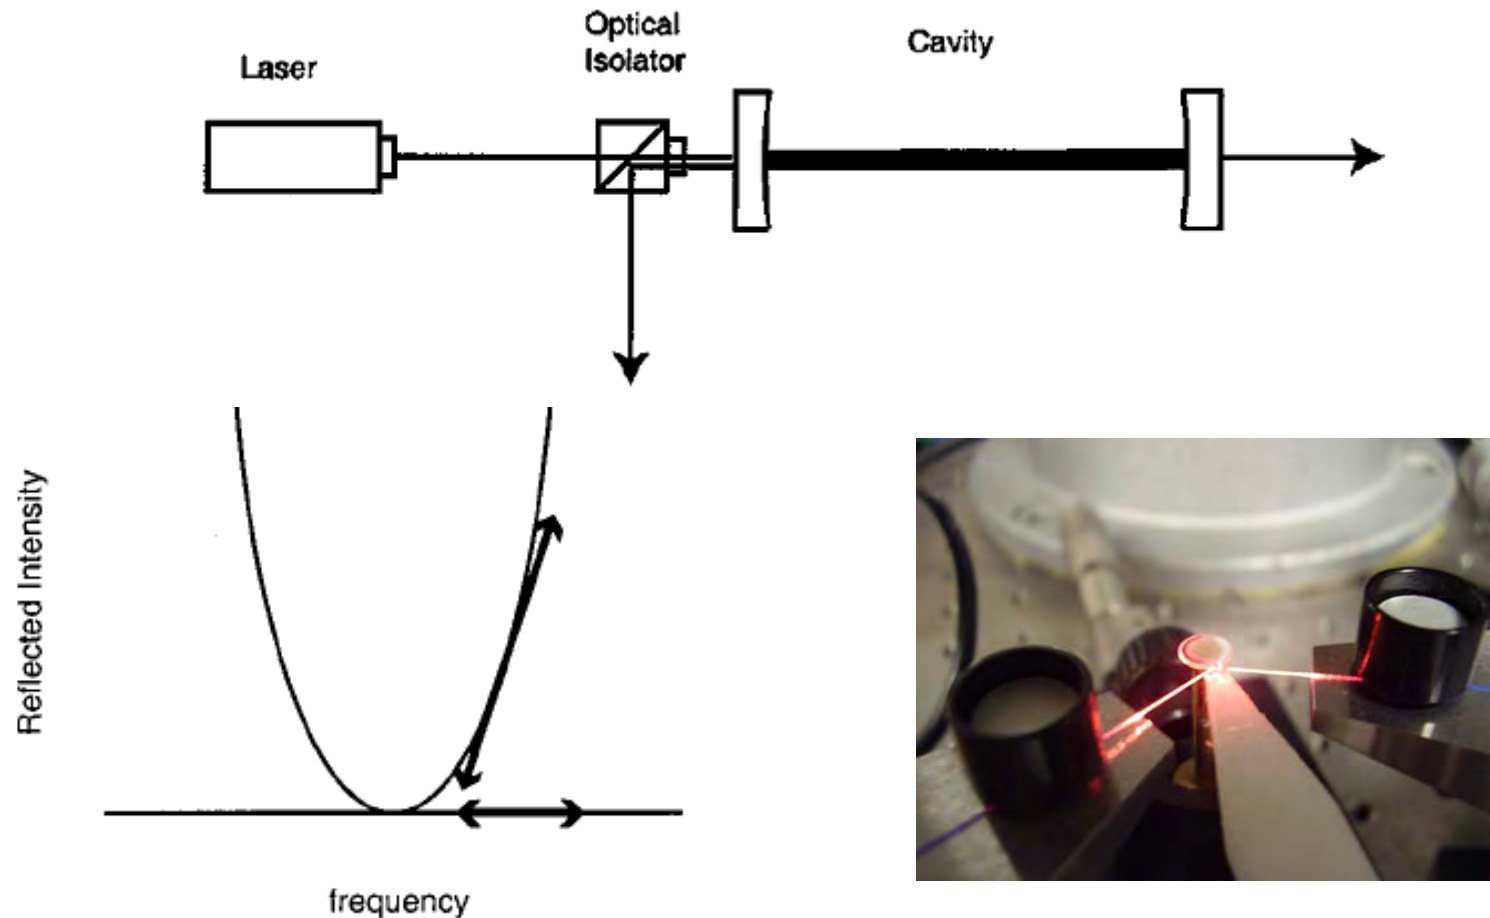 Laser
Optical
Isolator
Cavity
Reflected Intensity
frequency